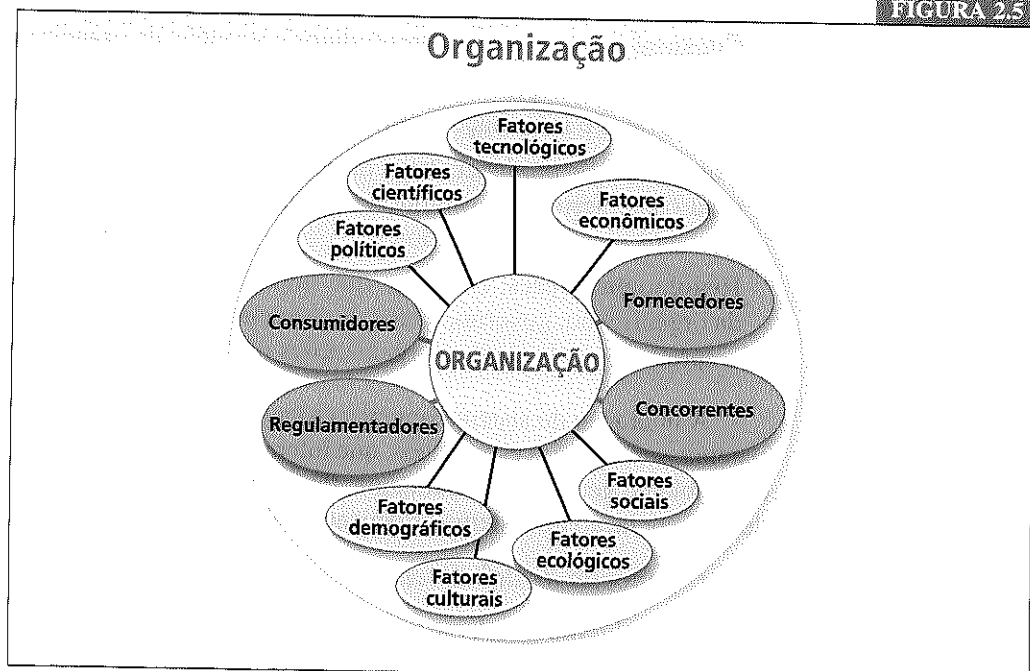 FIGURA 2.5
Organização
Fatores
tecnológicos
Fatores
científicos
Fatores
econômicos
Fatores
políticos
Consumidores
Fornecedores
ORGANIZAÇÃO
Regulamentadores
Concorrentes
Fatores
sociais
Fatores
demográficos
Fatores
ecológicos
Fatores
culturais